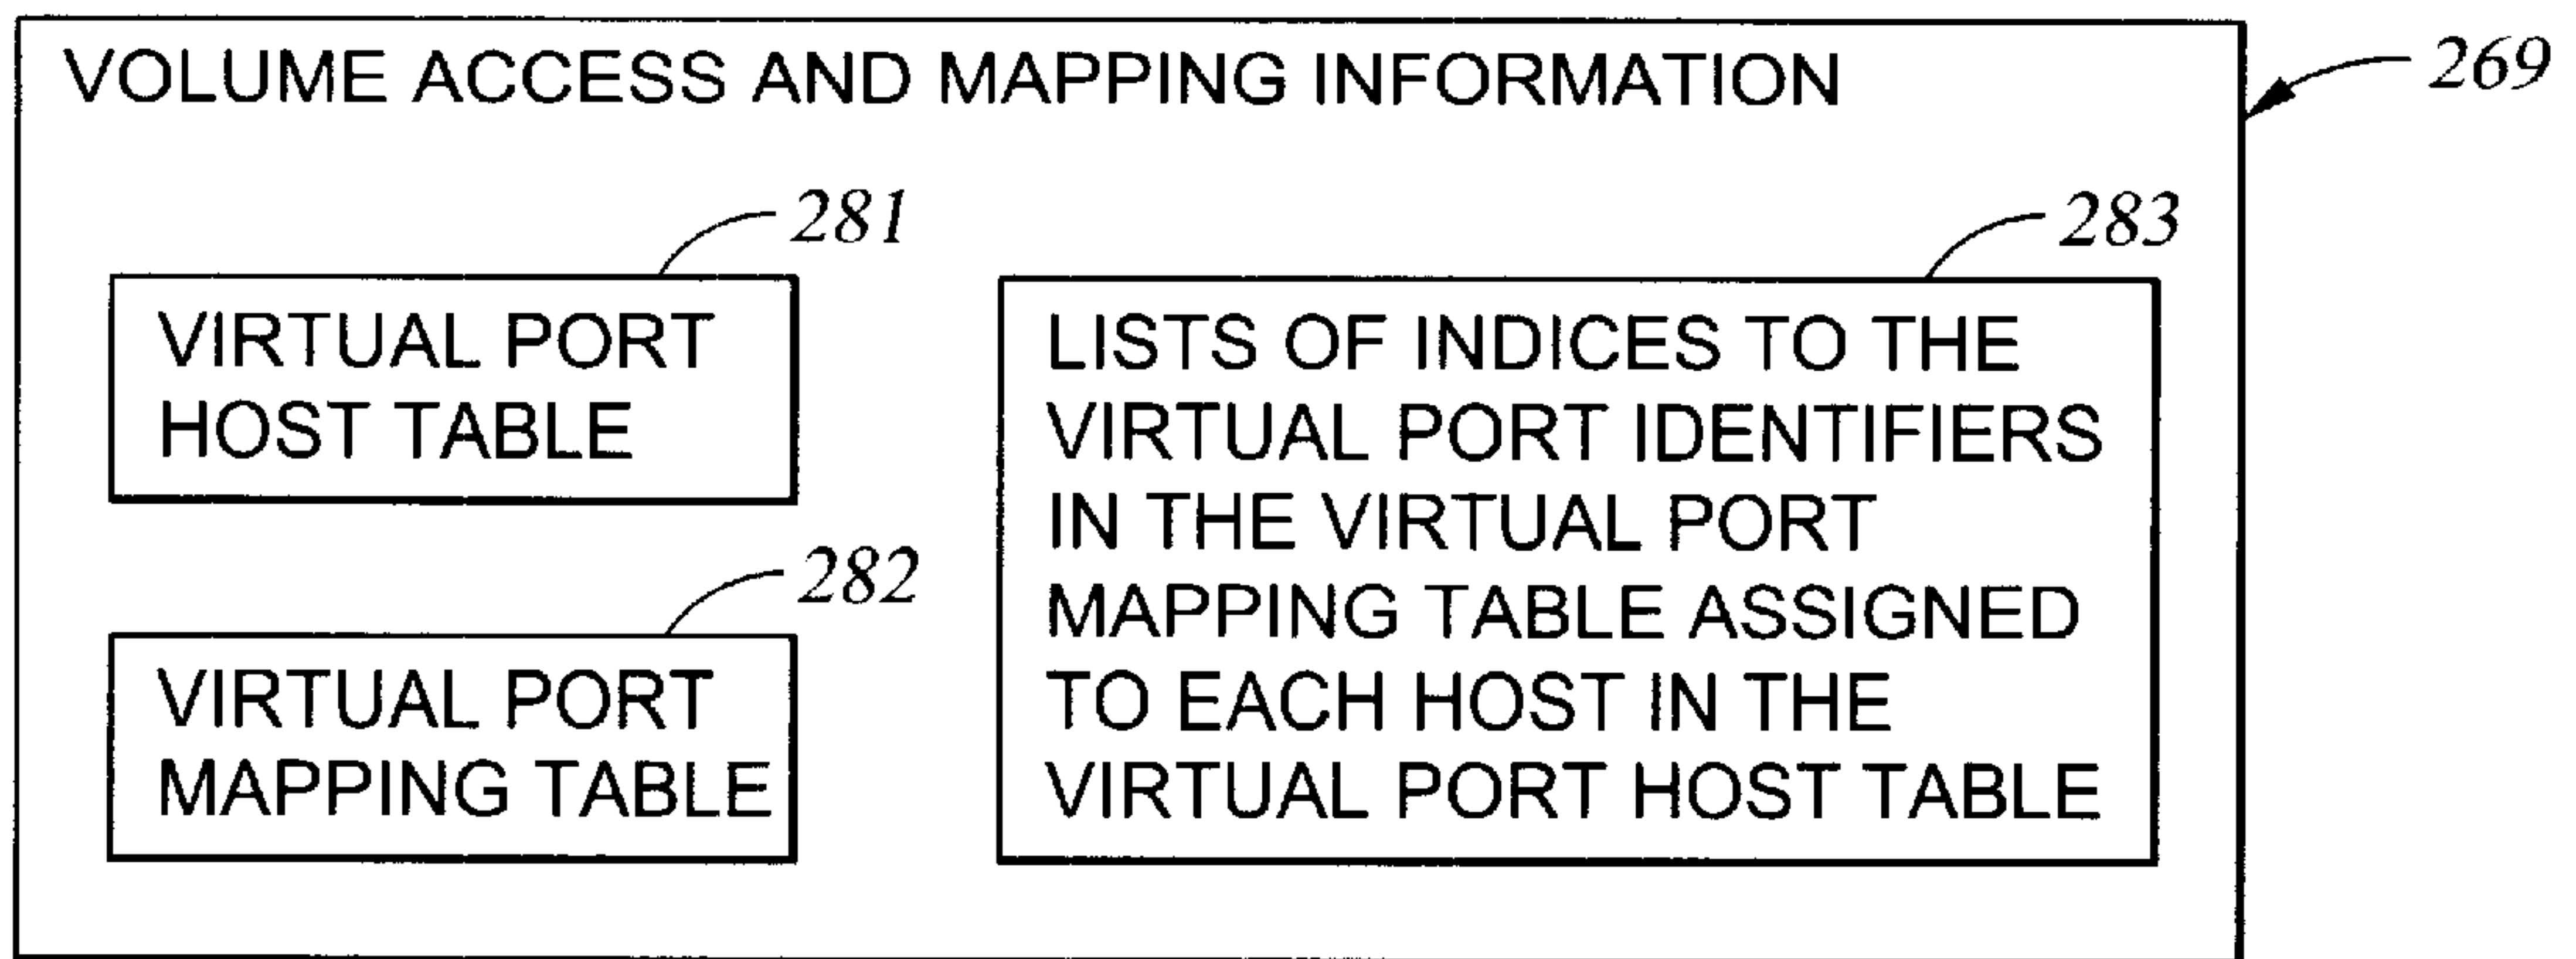 VOLUME ACCESS AND MAPPING INFORMATION
269
281
VIRTUAL PORT
HOST TABLE
282
VIRTUAL PORT
MAPPING TABLE
283
LISTS OF INDICES TO THE
VIRTUAL PORT IDENTIFIERS
IN THE VIRTUAL PORT
MAPPING TABLE ASSIGNED
TO EACH HOST IN THE
VIRTUAL PORT HOST TABLE